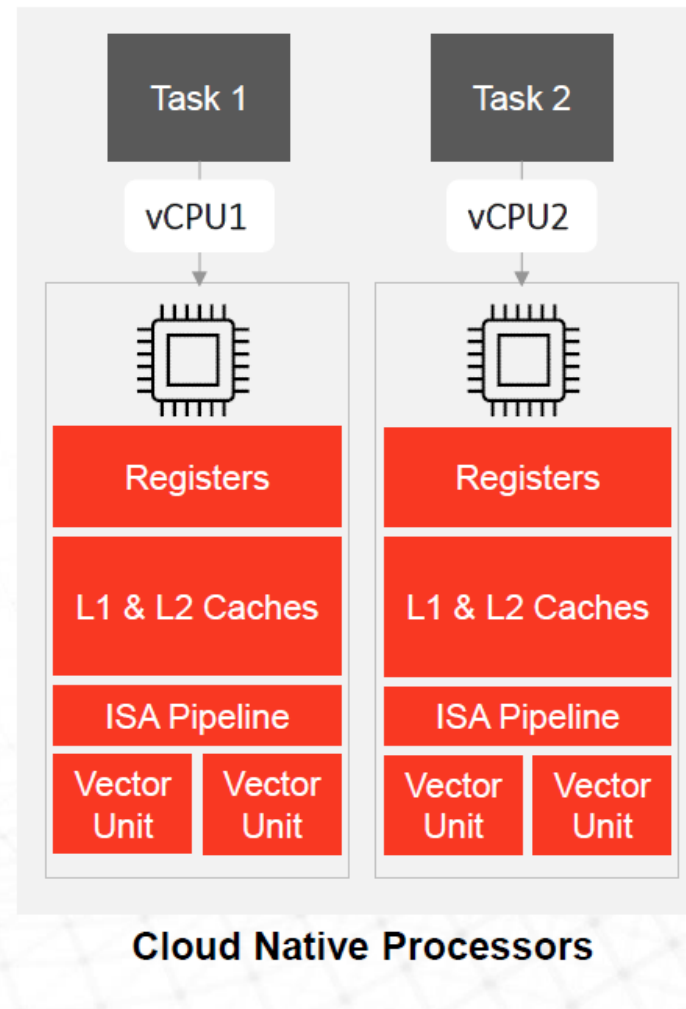 Task 1
Task 2
vCPU1
vCPU2
Registers
Registers
L1 & L2 Caches
L1 & L2 Caches
ISA Pipeline
ISA Pipeline
Vector
Unit
Vector
Unit
Vector
Unit
Vector
Unit
Cloud Native Processors